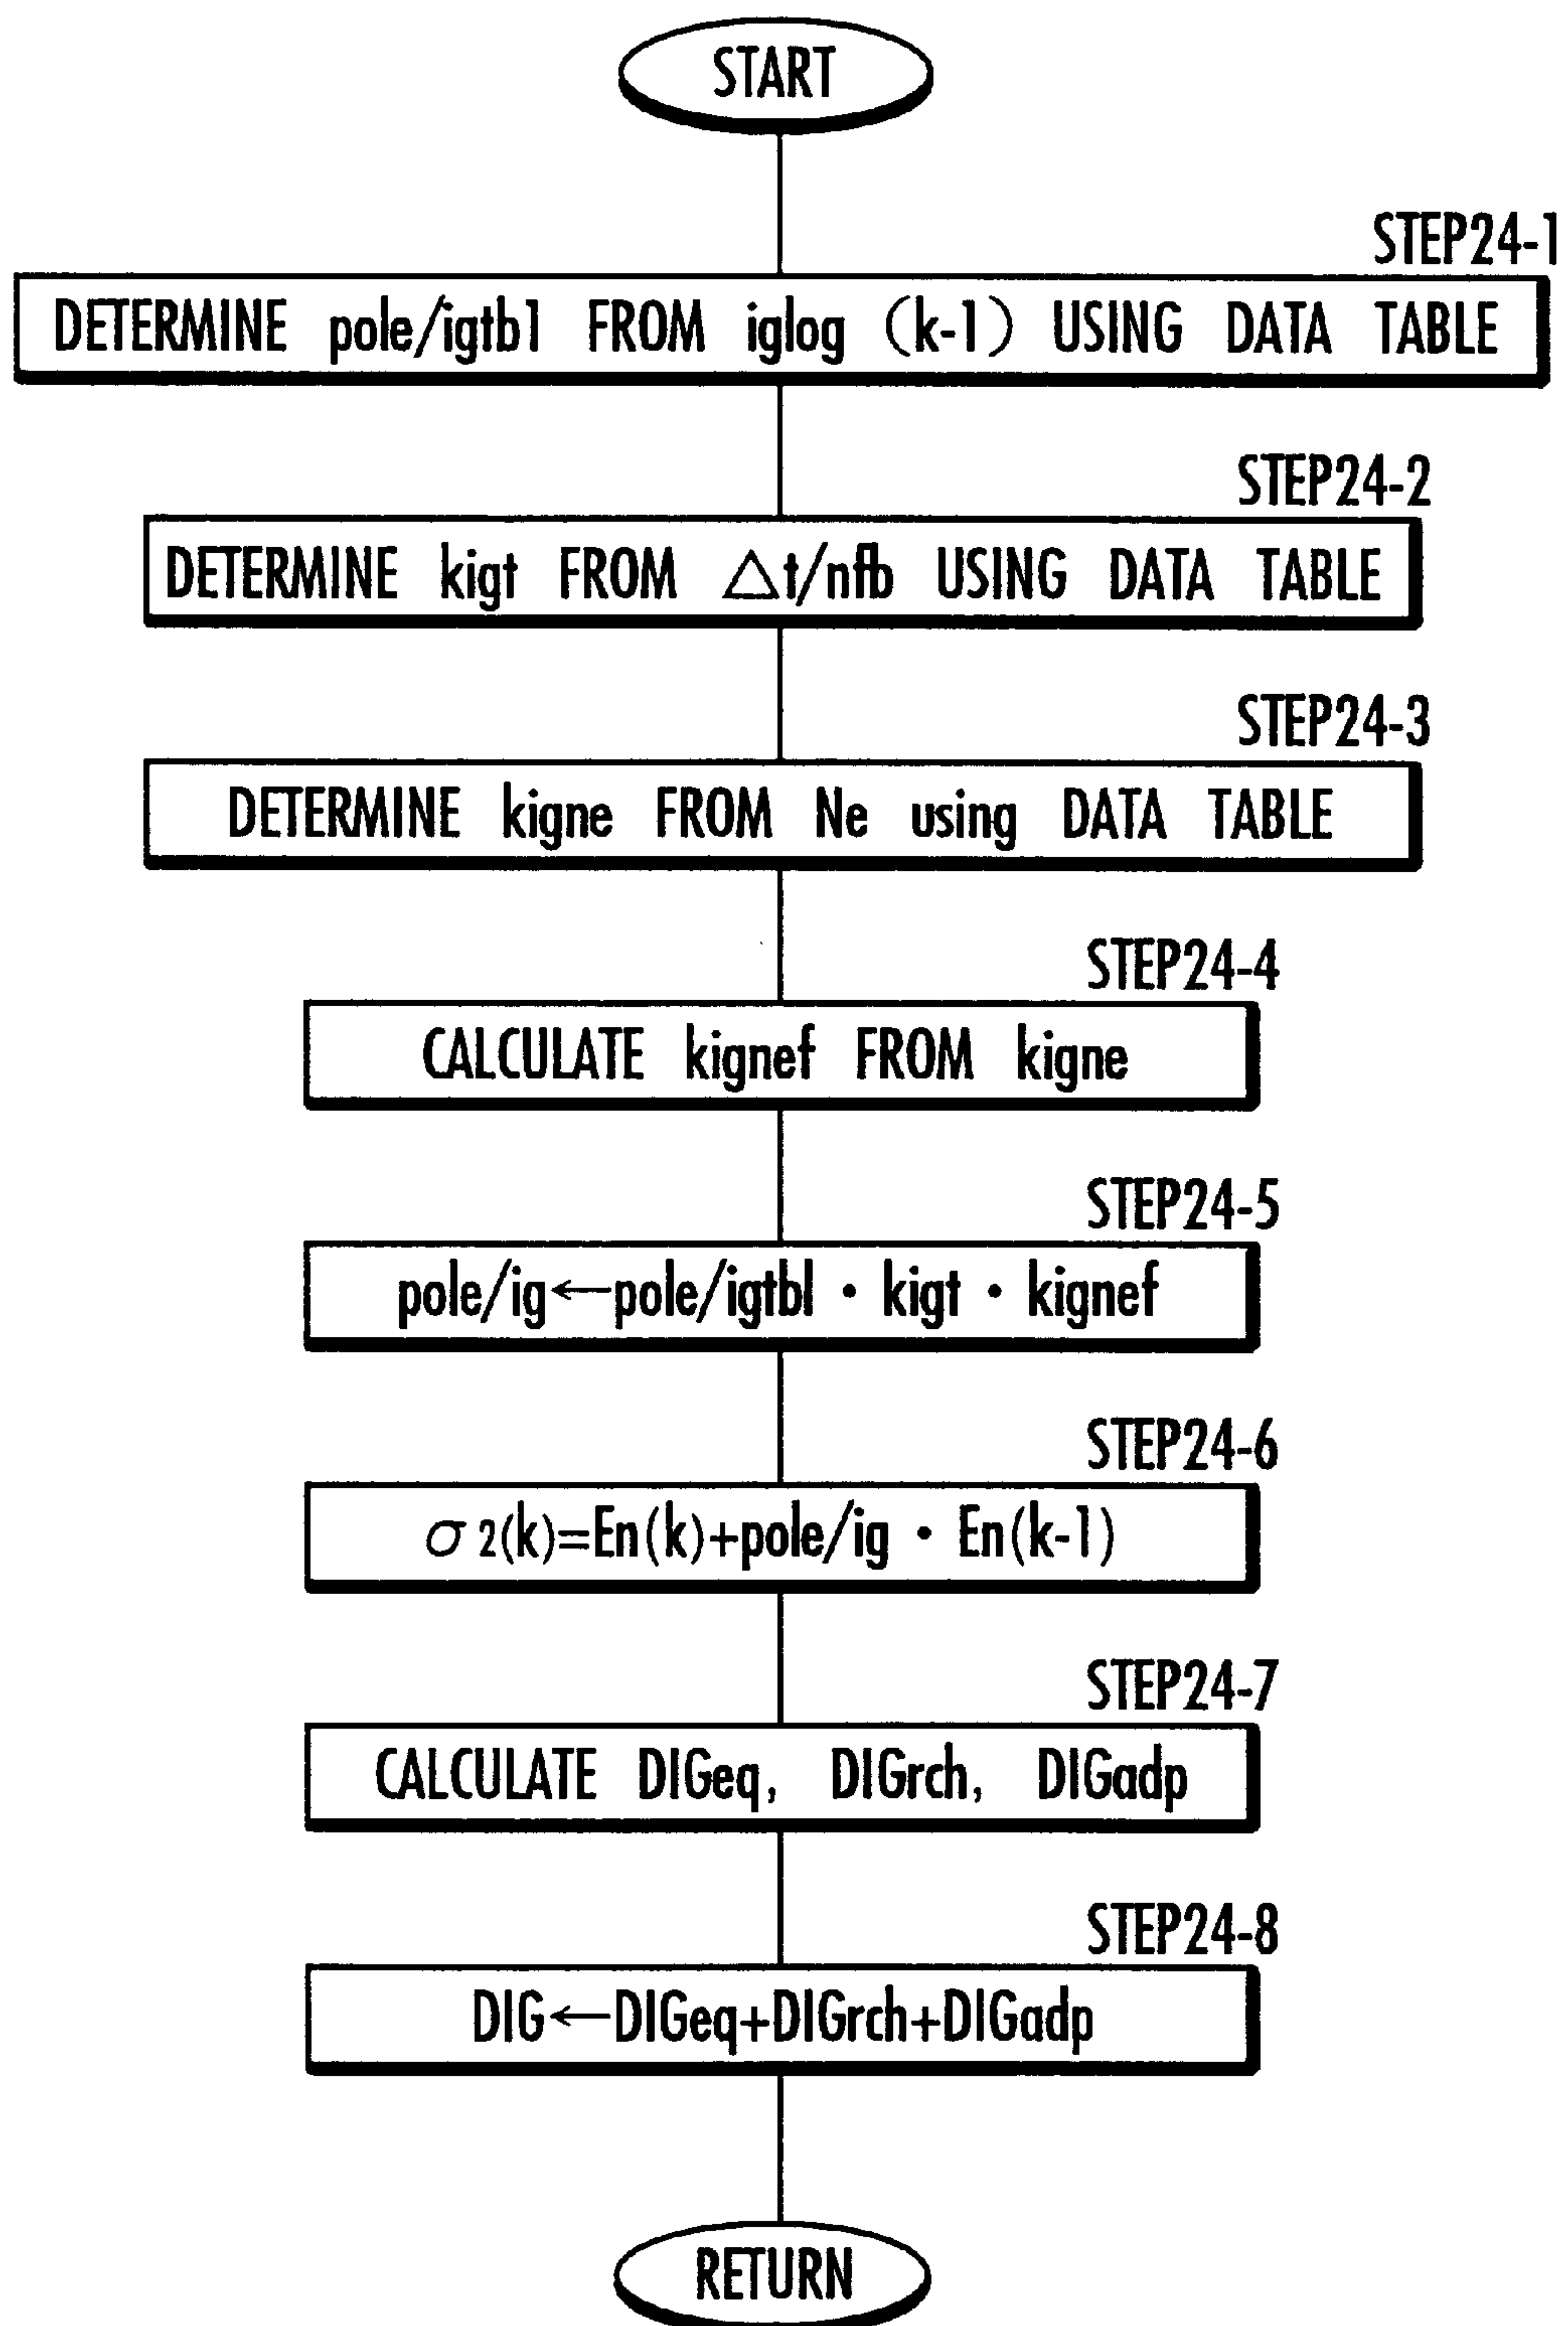 START
STEP24-1
DETERMINE pole/igtbl FROM iglog (k-1) USING DATA TABLE
STEP24-2
DETERMINE kigt FROM △t/nfb USING DATA TABLE
STEP24-3
DETERMINE kigne FROM Ne using DATA TABLE
STEP24-4
CALCULATE kignef FROM kigne
STEP24-5
pole/ig←pole/igtbl • kigt • kignef
STEP24-6
σ2(k)=En(k)+pole/ig • En(k-1)
STEP24-7
CALCULATE DIGeq, DIGrch, DIGadp
STEP24-8
DIG←DIGeq+DIGrch+DIGadp
RETURN